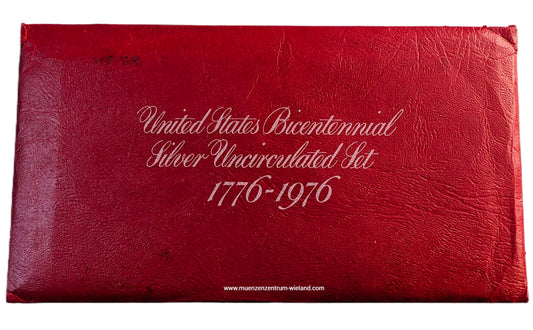 United States Bicentennial
Silver Uncirculated Set
1776-1976
www.muenzenzentrum-wieland.com